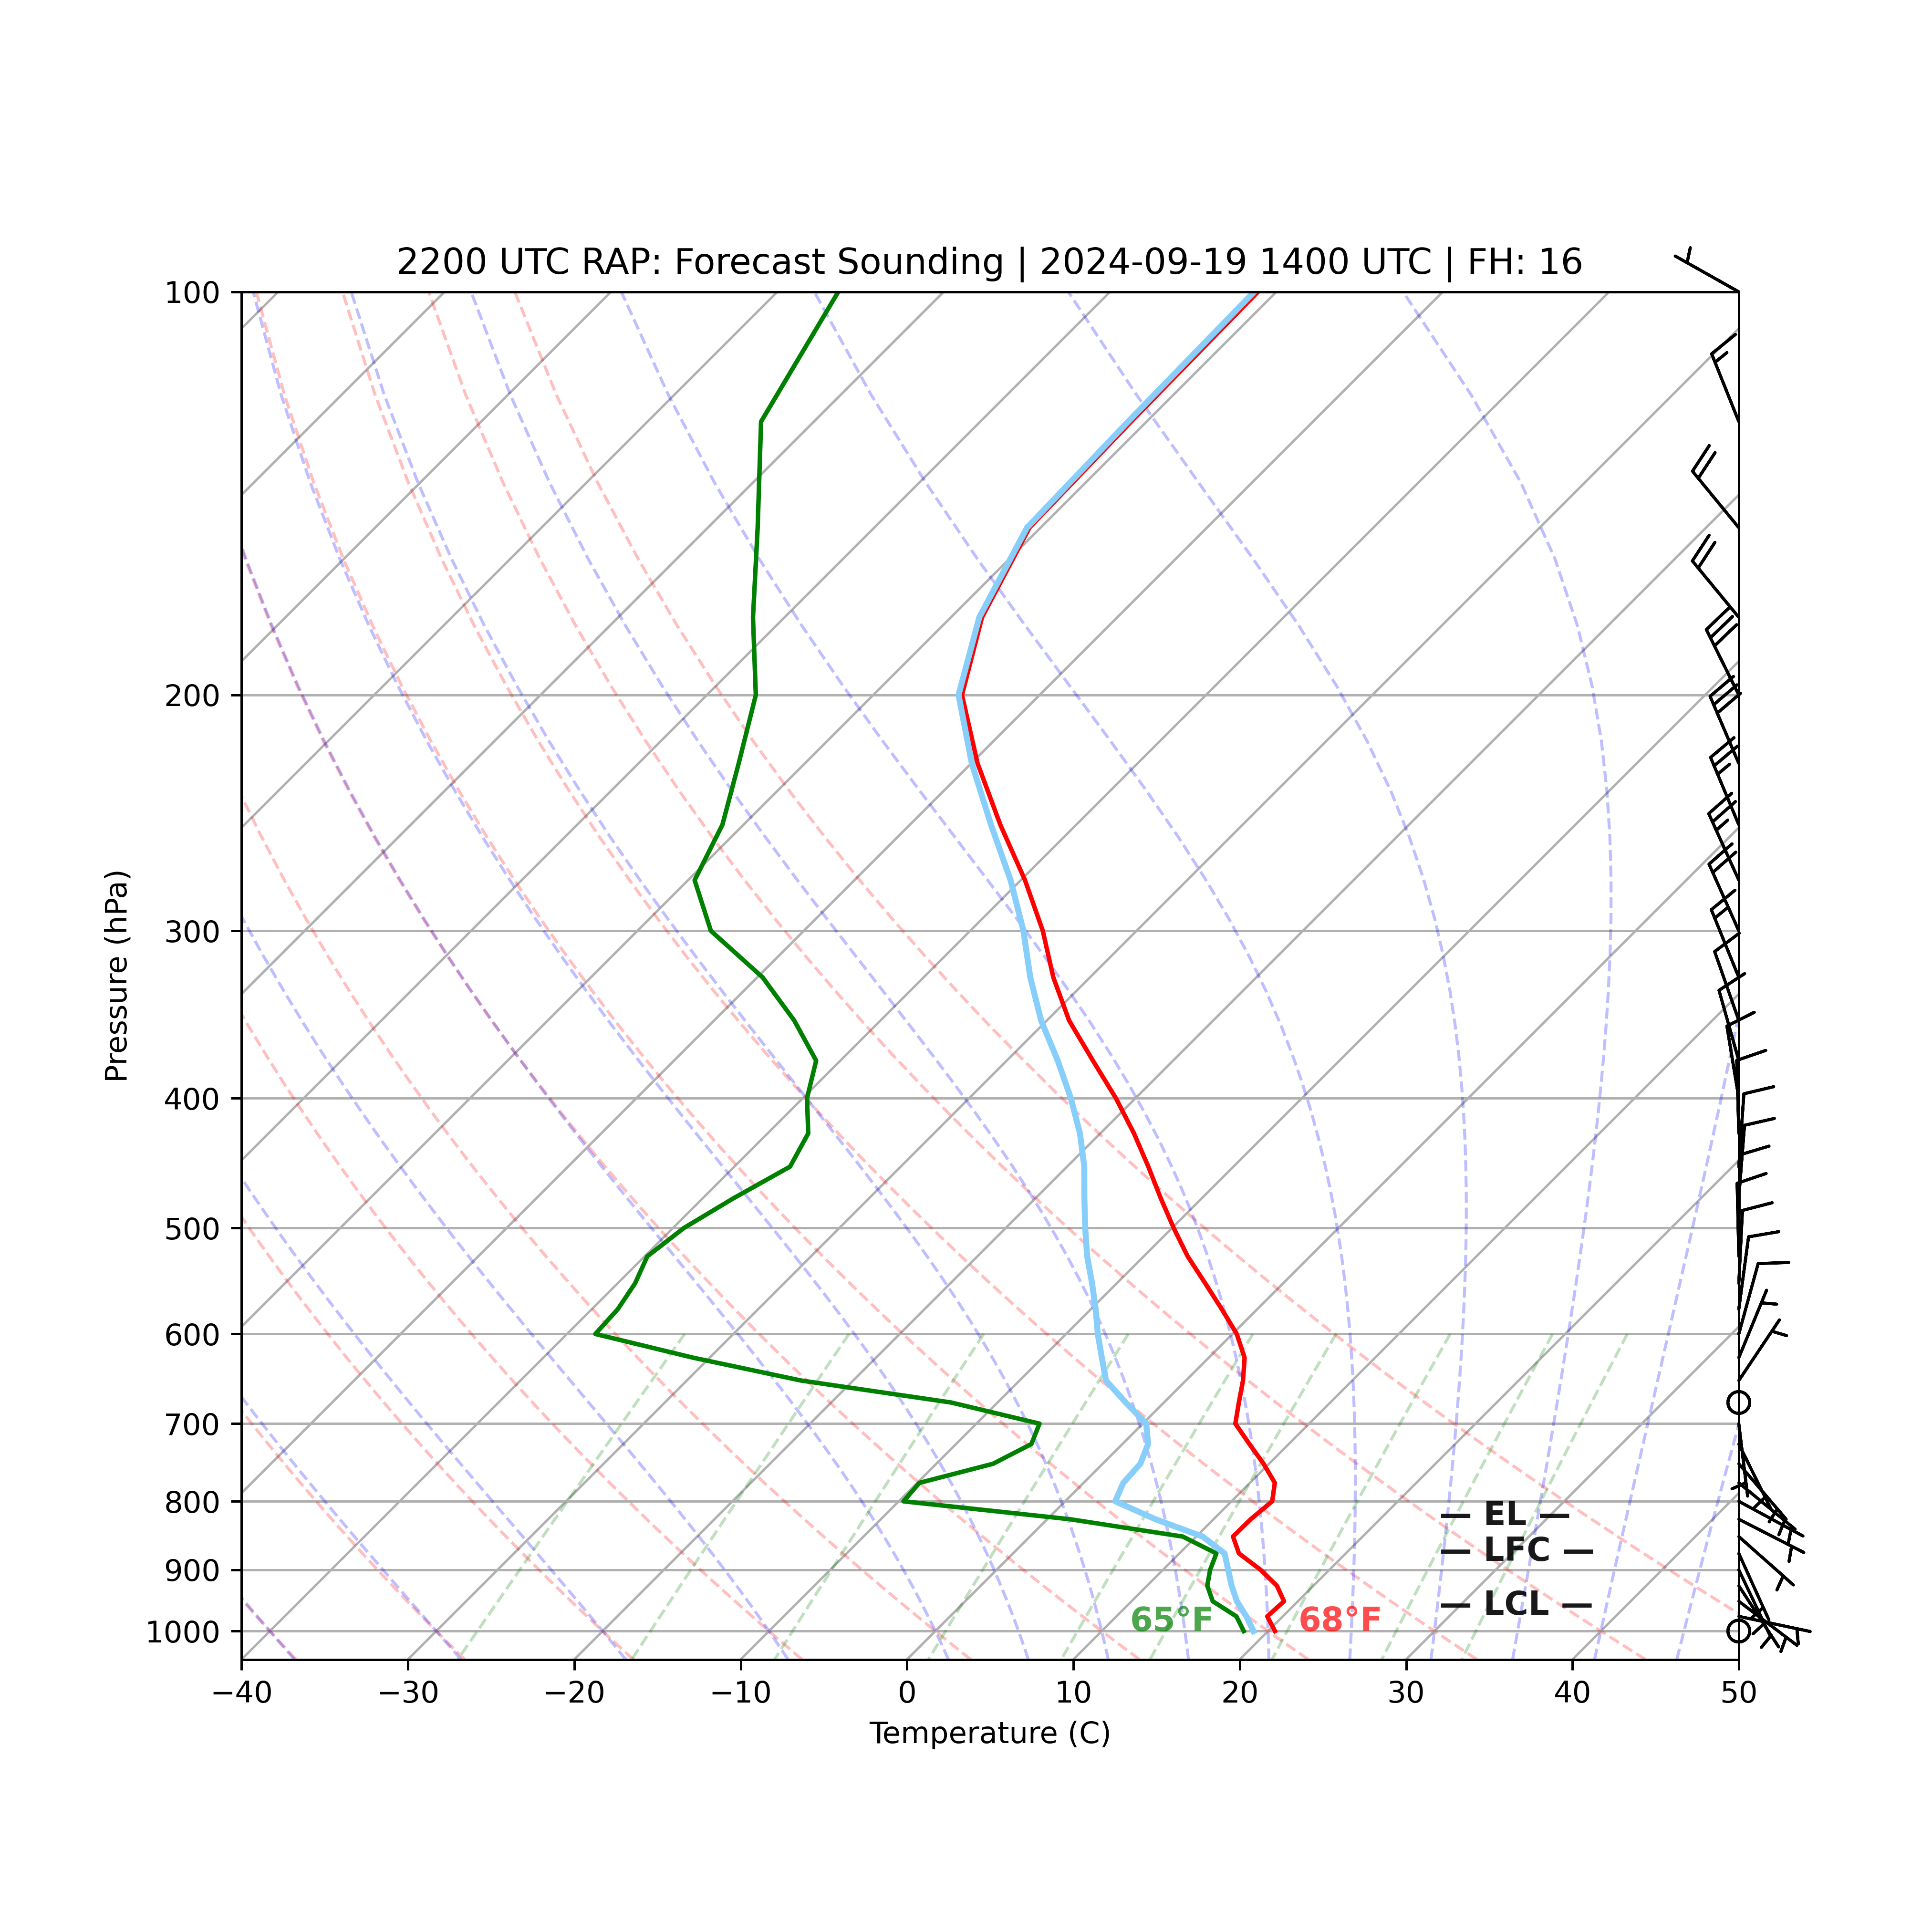 2200 UTC RAP: Forecast Sounding | 2024-09-19 1400 UTC | FH: 16
100
200
300
400
500
600
700
800
900
1000
Pressure (hPa)
— EL —
— LFC —
— LCL —
65°F 68°F
−40 −30 −20 −10 0 10 20 30 40 50
Temperature (C)